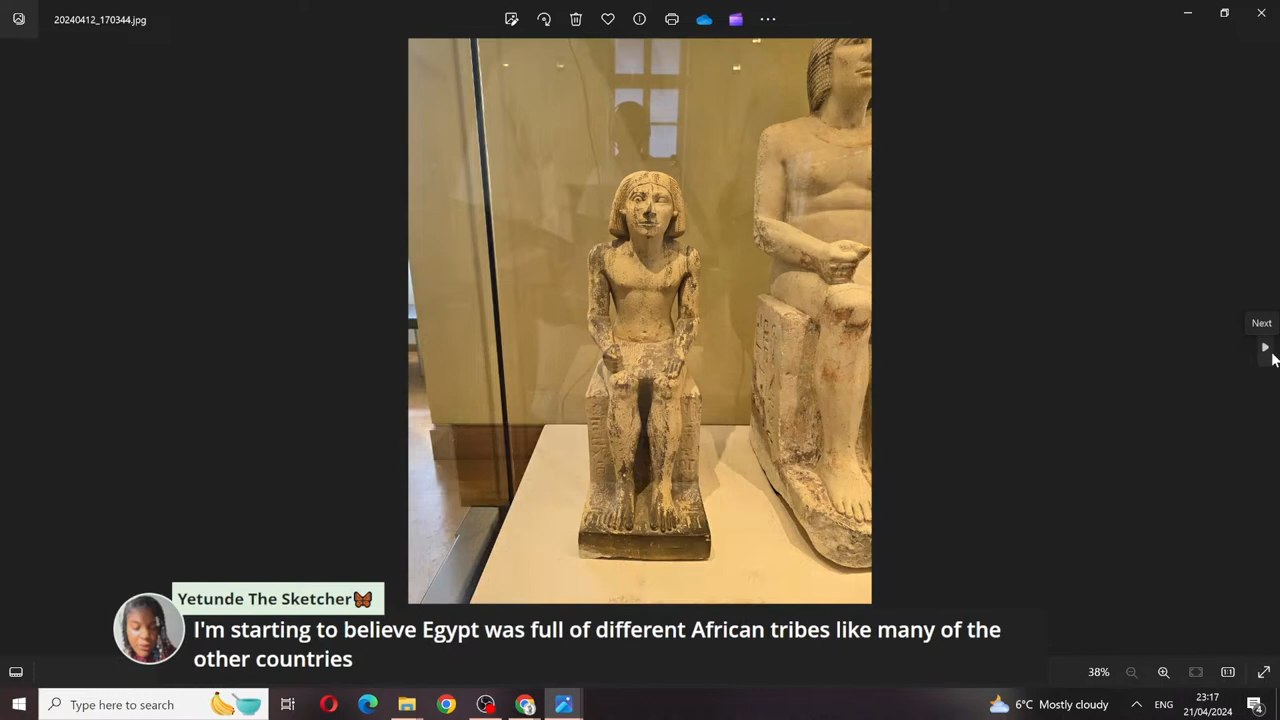 20240412_170344.jpg
Next
Yetunde The Sketcher🦋
I'm starting to believe Egypt was full of different African tribes like many of the
other countries
38%
Type here to search
6°C Mostly cloudy
ENG
23:17
21/04/2024
4